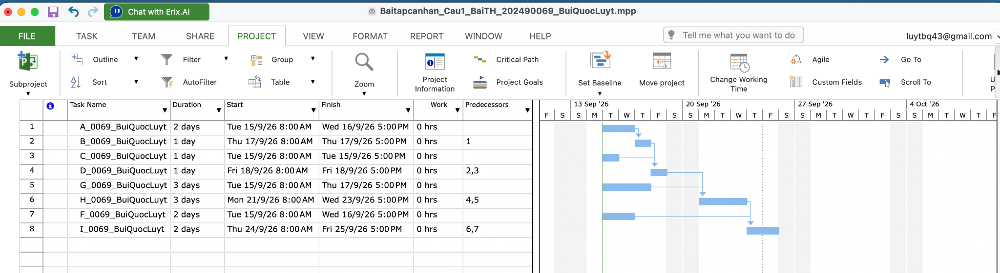 Chat with Erix.AI
Baitapcanhan_Cau1_BaiTH_202490069_BuiQuocLuyt.mpp
FILE TASK TEAM SHARE PROJECT VIEW FORMAT REPORT WINDOW HELP Tell me what you want to do luytbq43@gmail.com
Subproject
Outline Filter Group
Sort AutoFilter Table
Zoom
Project Information
Critical Path
Project Goals
Set Baseline
Move project
Change Working Time
Agile Go To
Custom Fields Scroll To
U
P
Task Name Duration Start Finish Work Predecessors
13 Sep '26 20 Sep '26 27 Sep '26 4 Oct '26
F S S M T W T F S S M T W T F S S M T W T F S S M T W T F
1 A_0069_BuiQuocLuyt 2 days Tue 15/9/26 8:00 AM Wed 16/9/26 5:00 PM 0 hrs
2 B_0069_BuiQuocLuyt 1 day Thu 17/9/26 8:00 AM Thu 17/9/26 5:00 PM 0 hrs 1
3 C_0069_BuiQuocLuyt 1 day Tue 15/9/26 8:00 AM Tue 15/9/26 5:00 PM 0 hrs
4 D_0069_BuiQuocLuyt 1 day Fri 18/9/26 8:00 AM Fri 18/9/26 5:00 PM 0 hrs 2,3
5 G_0069_BuiQuocLuyt 3 days Tue 15/9/26 8:00 AM Thu 17/9/26 5:00 PM 0 hrs
6 H_0069_BuiQuocLuyt 3 days Mon 21/9/26 8:00 AM Wed 23/9/26 5:00 PM 0 hrs 4,5
7 F_0069_BuiQuocLuyt 2 days Tue 15/9/26 8:00 AM Wed 16/9/26 5:00 PM 0 hrs
8 I_0069_BuiQuocLuyt 2 days Thu 24/9/26 8:00 AM Fri 25/9/26 5:00 PM 0 hrs 6,7